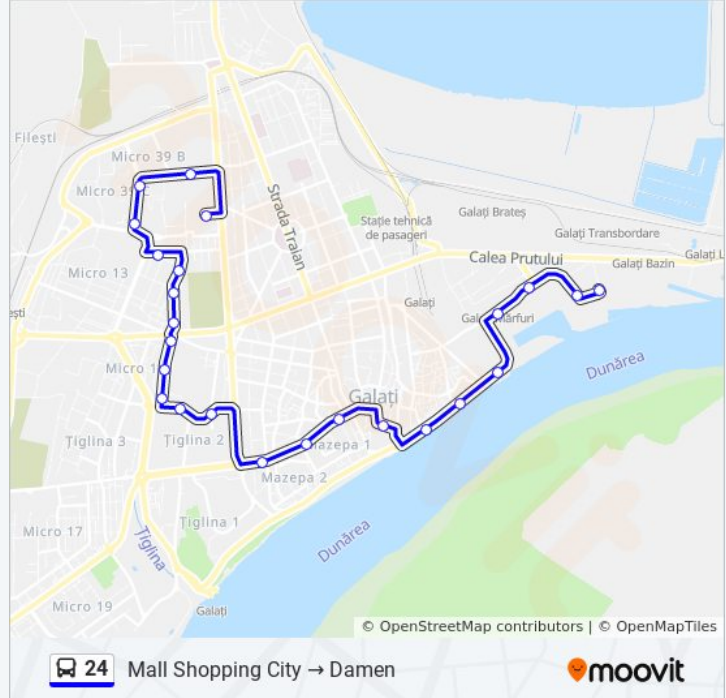 Filești
Micro 39 B
Micro 39 E
Strada Traian
Stație tehnică
de pasageri
Galați Brateș
Galați Transbordare
Calea Prutului
Galați Bazin
Galați L
Micro 13
Galați
Galați Mărfuri
ești
Micro 1
Dunărea
Galați
Țiglina 3
Țiglina 2
Mazepa 1
Mazepa 2
Micro 17
Țiglina 1
Țiglina
Dunărea
Micro 19
Galați
© OpenStreetMap contributors | © OpenMapTiles
24 Mall Shopping City → Damen
moovit